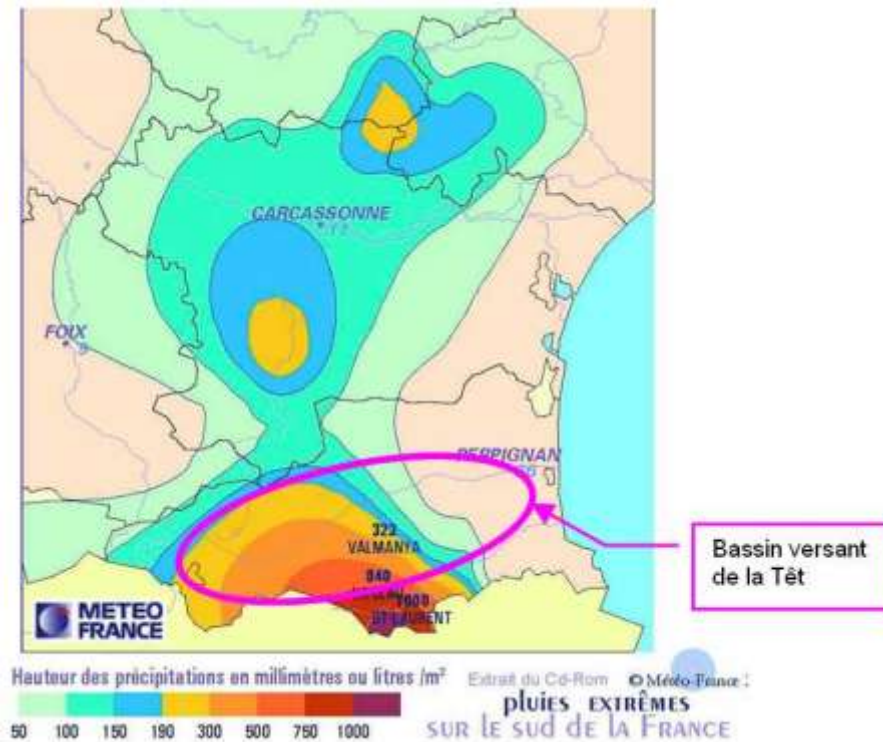 CARCASSONNE
FOIX
PERPIGNAN
322
VALMANYA
840
ST LAURENT
Bassin versant
de la Têt
METEO
FRANCE
Hauteur des précipitations en millimètres ou litres /m²
50 100 150 190 300 500 750 1000
Extrait du Cd-Rom © Météo-France :
pluies EXTRÊMES
SUR LE SUD DE LA FRANCE